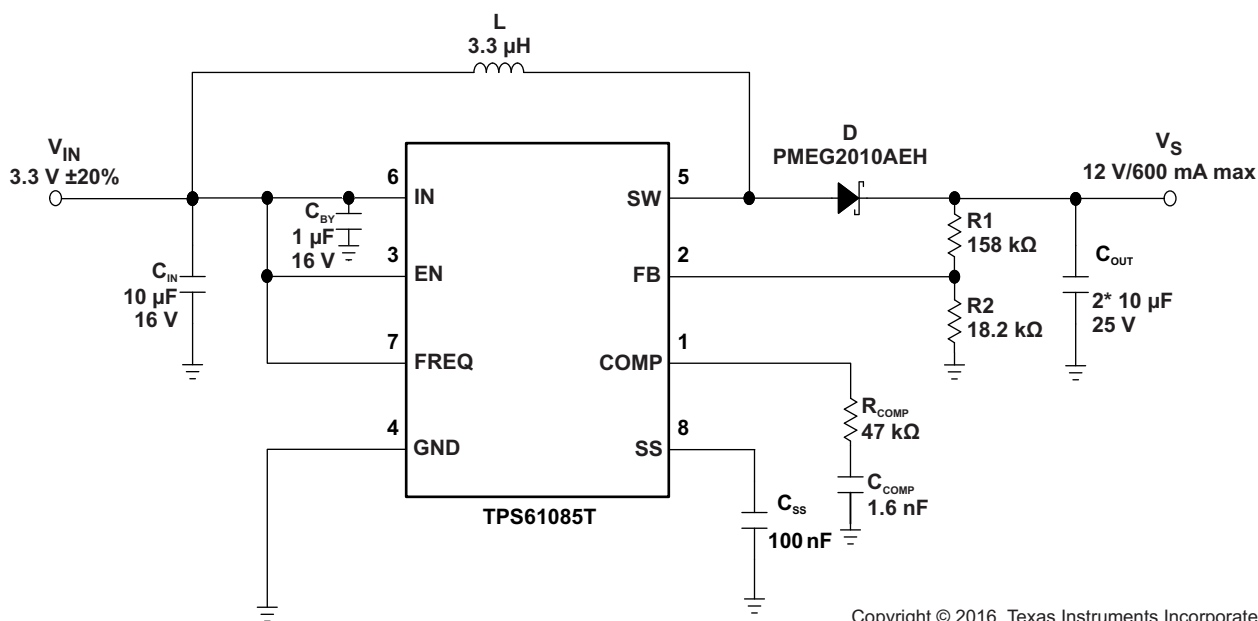 L
3.3 µH
V_IN
3.3 V ±20%
D
PMEG2010AEH
V_S
12 V/600 mA max
6
IN
SW
5
C_BY
1 µF
16 V
R1
158 kΩ
3
EN
FB
2
C_IN
10 µF
16 V
C_OUT
2* 10 µF
25 V
R2
18.2 kΩ
7
FREQ
COMP
1
R_COMP
47 kΩ
4
GND
SS
8
C_COMP
1.6 nF
C_SS
100 nF
TPS61085T
Copyright © 2016, Texas Instruments Incorporate